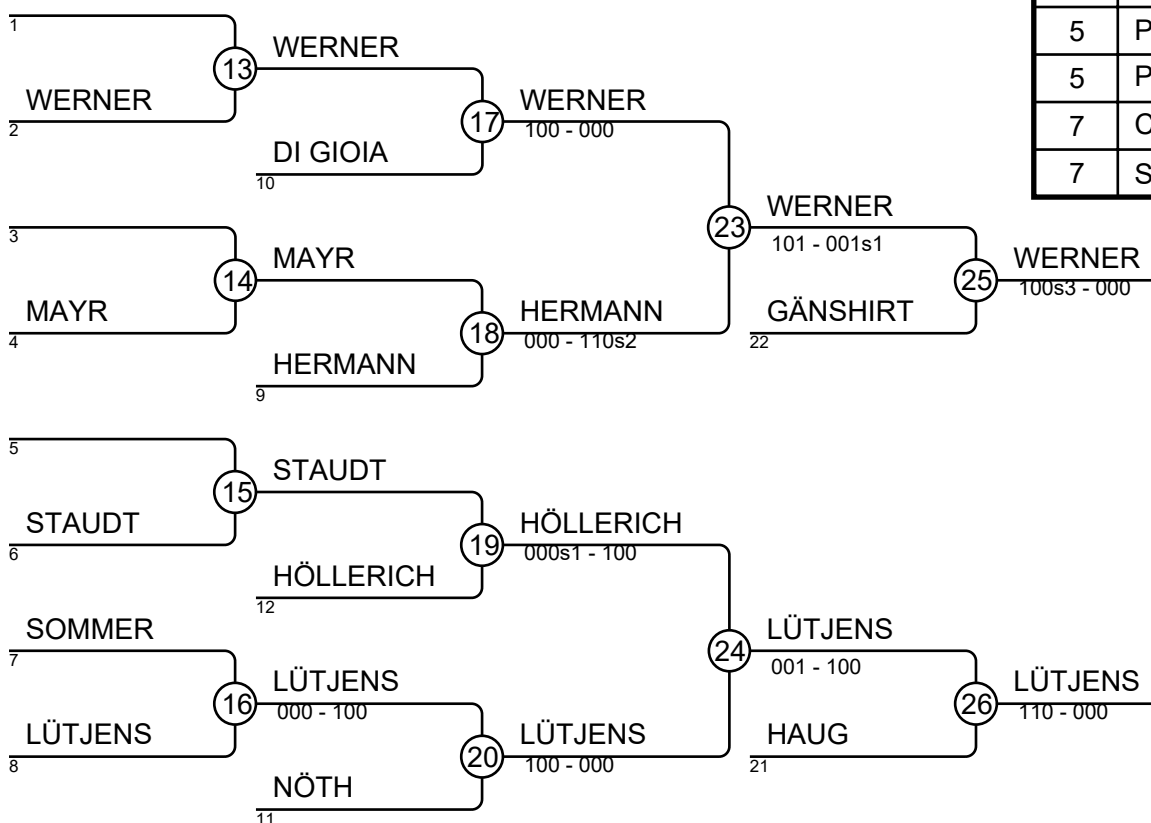 1
13
WERNER
WERNER
2
17
WERNER
100 - 000
DI GIOIA
10
3
14
MAYR
MAYR
4
18
HERMANN
000 - 110s2
HERMANN
9
23
WERNER
101 - 001s1
25
WERNER
100s3 - 000
GÄNSHIRT
22
5
15
STAUDT
STAUDT
6
19
HÖLLERICH
000s1 - 100
HÖLLERICH
12
SOMMER
7
16
LÜTJENS
000 - 100
LÜTJENS
8
20
LÜTJENS
100 - 000
NÖTH
11
24
LÜTJENS
001 - 100
26
LÜTJENS
110 - 000
HAUG
21
5 P
5 P
7
7 S